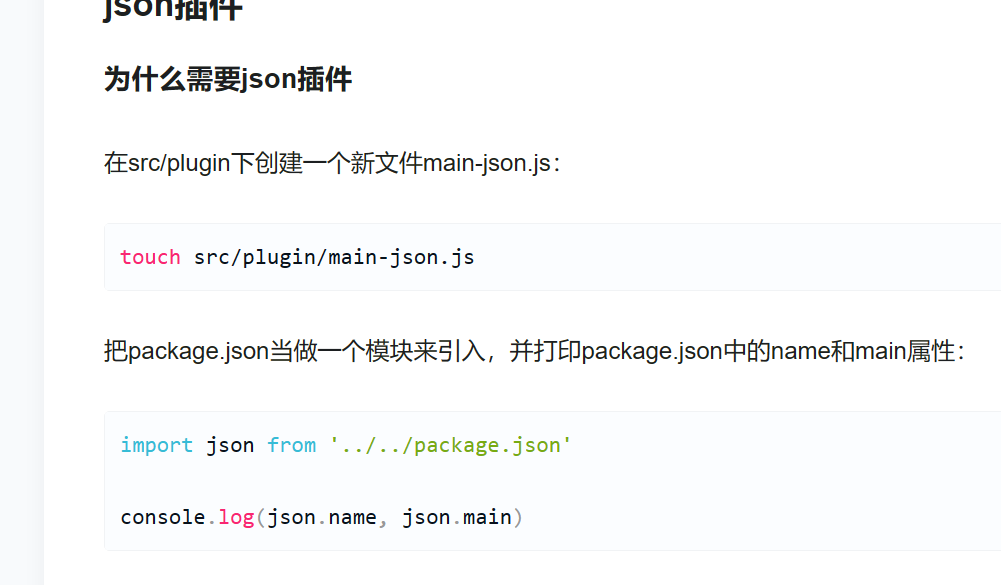 json插件
为什么需要json插件
在src/plugin下创建一个新文件main-json.js：
touch src/plugin/main-json.js
把package.json当做一个模块来引入，并打印package.json中的name和main属性：
import json from '../../package.json'
console.log(json.name, json.main)